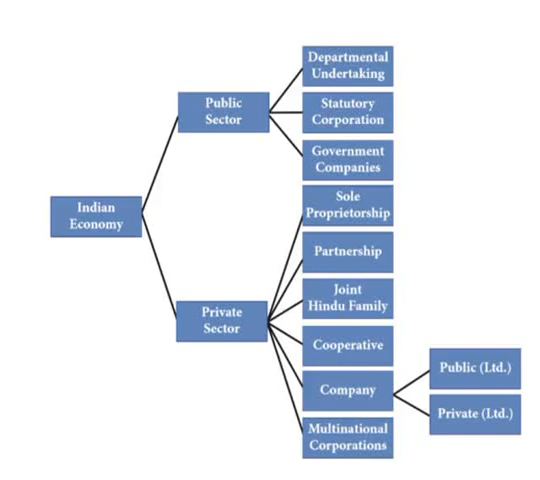 Departmental
Undertaking
Public
Sector
Statutory
Corporation
Government
Companies
Indian
Economy
Sole
Proprietorship
Partnership
Joint
Hindu Family
Private
Sector
Cooperative
Company
Public (Ltd.)
Private (Ltd.)
Multinational
Corporations